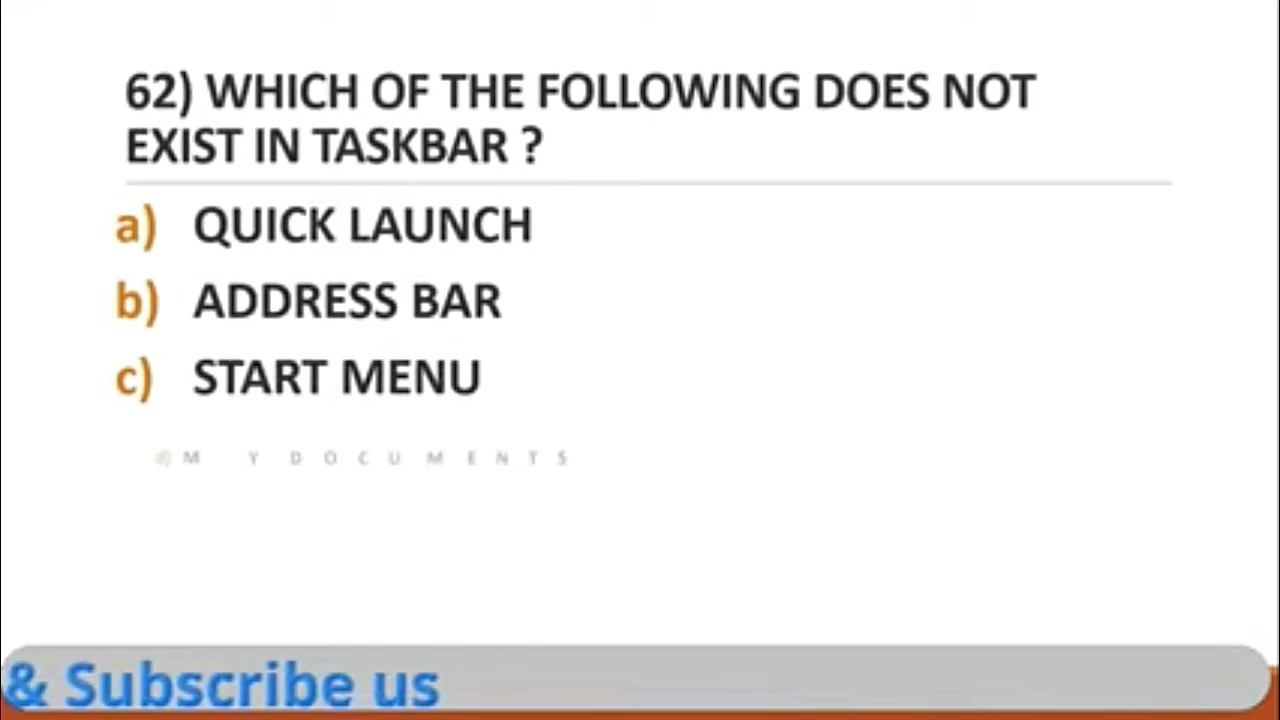 62) WHICH OF THE FOLLOWING DOES NOT
EXIST IN TASKBAR ?
a) QUICK LAUNCH
b) ADDRESS BAR
c) START MENU
d) M Y D O C U M E N T S
& Subscribe us